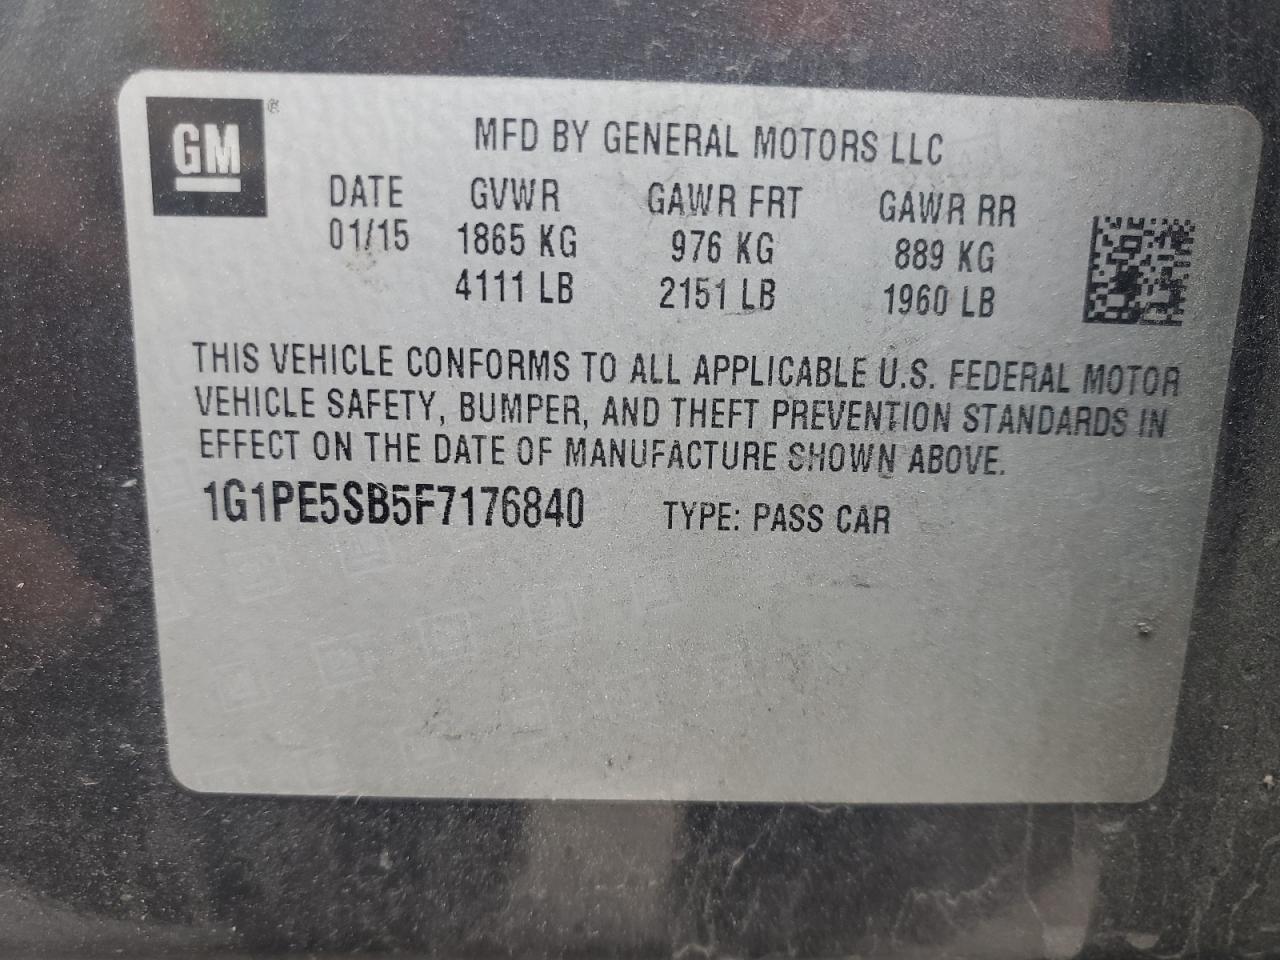 GM ®
MFD BY GENERAL MOTORS LLC
DATE GVWR GAWR FRT GAWR RR
01/15 1865 KG 976 KG 889 KG
4111 LB 2151 LB 1960 LB
THIS VEHICLE CONFORMS TO ALL APPLICABLE U.S. FEDERAL MOTOR
VEHICLE SAFETY, BUMPER, AND THEFT PREVENTION STANDARDS IN
EFFECT ON THE DATE OF MANUFACTURE SHOWN ABOVE.
1G1PE5SB5F7176840 TYPE: PASS CAR